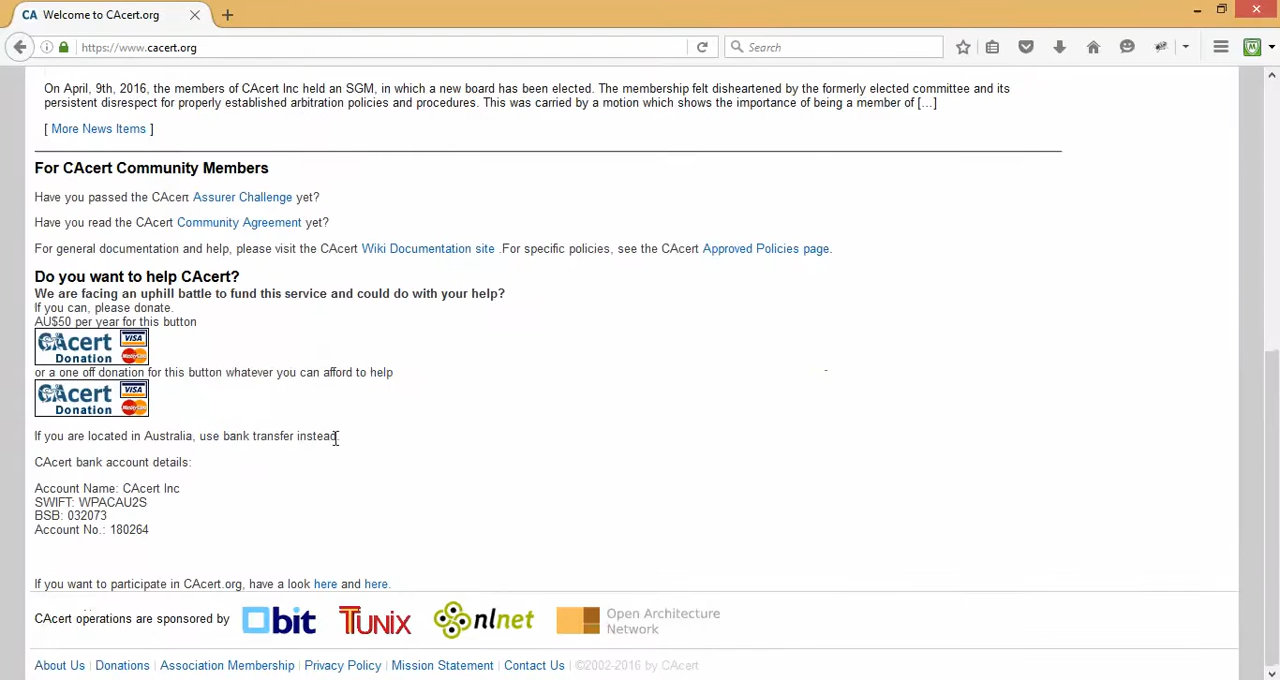 CA Welcome to CAcert.org
https://www.cacert.org
Search
On April, 9th, 2016, the members of CAcert Inc held an SGM, in which a new board has been elected. The membership felt disheartened by the formerly elected committee and its
persistent disrespect for properly established arbitration policies and procedures. This was carried by a motion which shows the importance of being a member of […]
[ More News Items ]
For CAcert Community Members
Have you passed the CAcert Assurer Challenge yet?
Have you read the CAcert Community Agreement yet?
For general documentation and help, please visit the CAcert Wiki Documentation site .For specific policies, see the CAcert Approved Policies page.
Do you want to help CAcert?
We are facing an uphill battle to fund this service and could do with your help?
If you can, please donate.
AU$50 per year for this button
CAcert VISA
Donation MasterCard
or a one off donation for this button whatever you can afford to help
CAcert VISA
Donation MasterCard
If you are located in Australia, use bank transfer instead
CAcert bank account details:
Account Name: CAcert Inc
SWIFT: WPACAU2S
BSB: 032073
Account No.: 180264
If you want to participate in CAcert.org, have a look here and here.
CAcert operations are sponsored by bit TUNIX nlnet Open Architecture
Network
About Us | Donations | Association Membership | Privacy Policy | Mission Statement | Contact Us | ©2002-2016 by CAcert